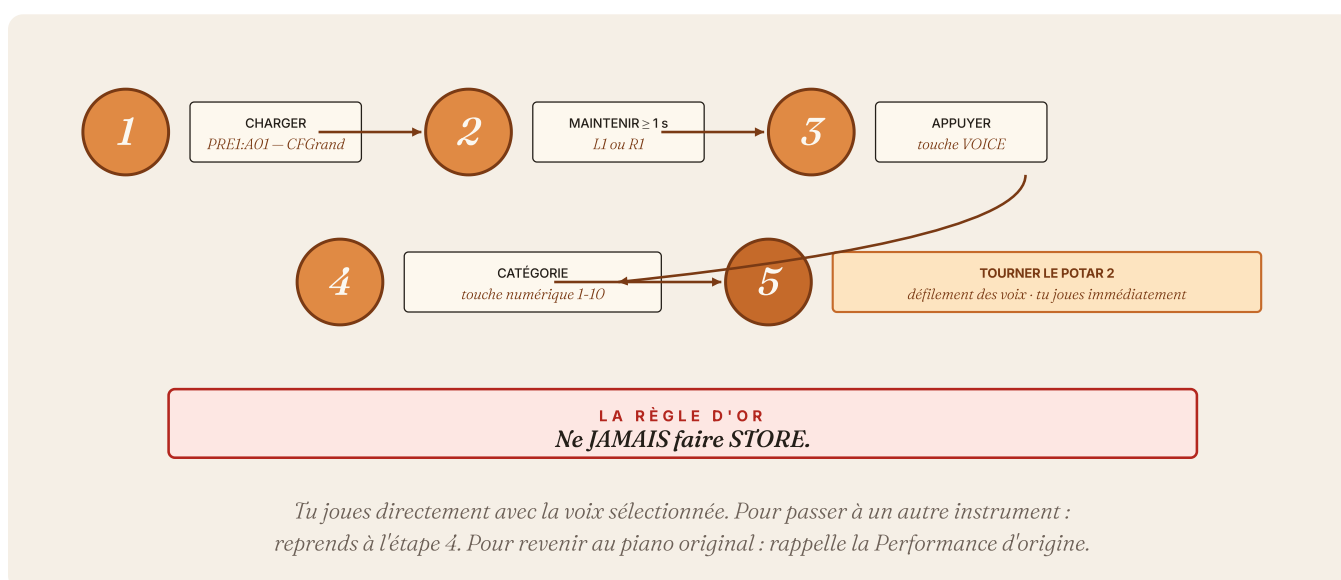 1
CHARGER
PRE1:A01 — CFGrand
2
MAINTENIR ≥ 1 s
L1 ou R1
3
APPUYER
touche VOICE
4
CATÉGORIE
touche numérique 1-10
5
TOURNER LE POTAR 2
défilement des voix · tu joues immédiatement
LA RÈGLE D'OR
Ne JAMAIS faire STORE.
Tu joues directement avec la voix sélectionnée. Pour passer à un autre instrument :
reprends à l'étape 4. Pour revenir au piano original : rappelle la Performance d'origine.